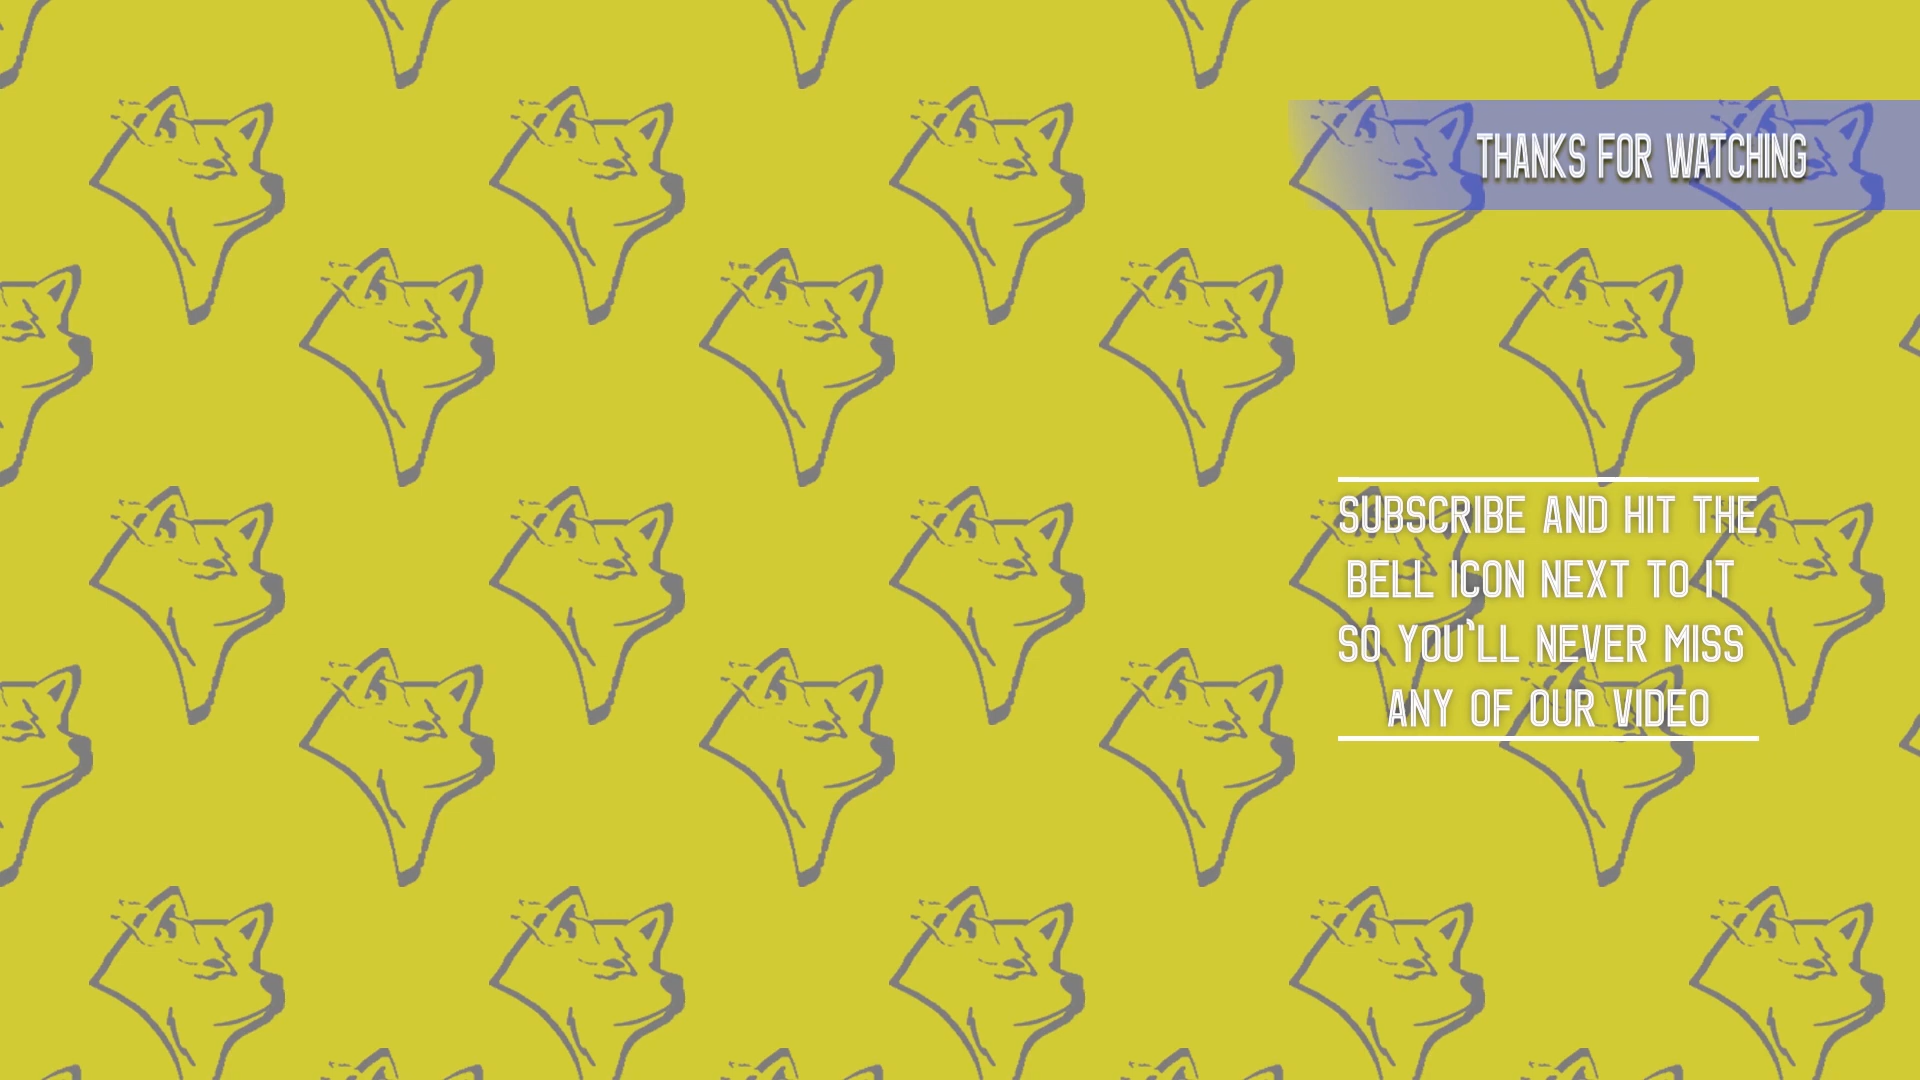 THANKS FOR WATCHING
SUBSCRIBE AND HIT THE
BELL ICON NEXT TO IT
SO YOU'LL NEVER MISS
ANY OF OUR VIDEO